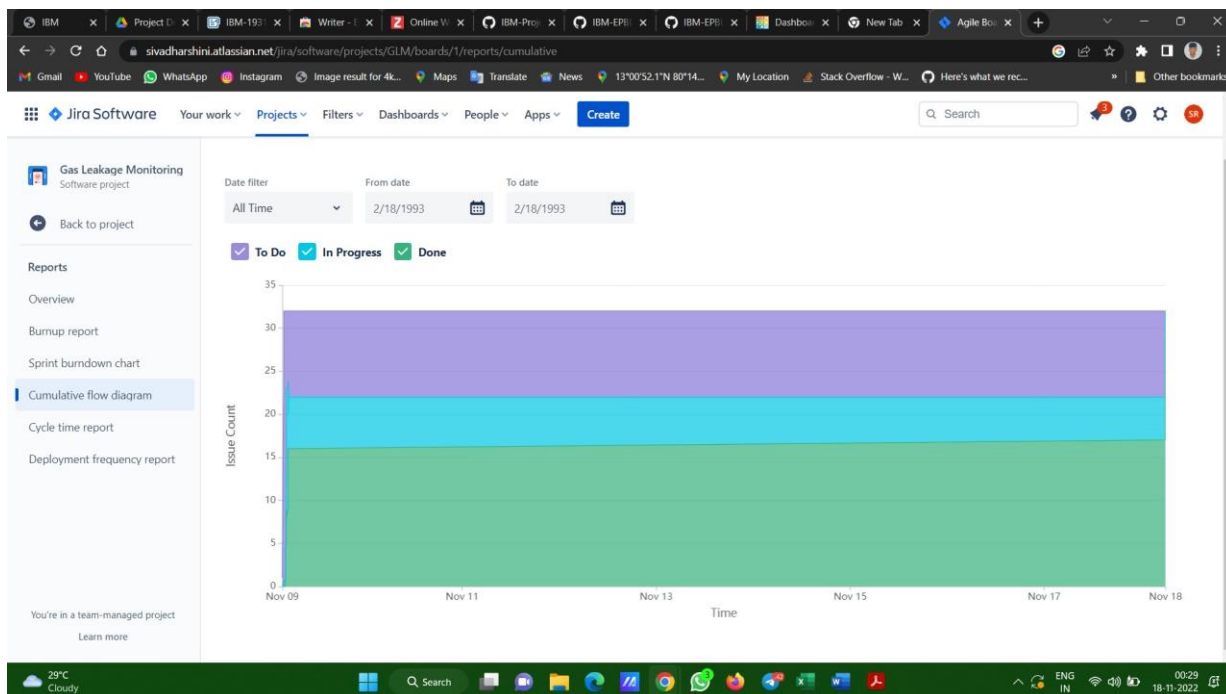 IBM Project D IBM-1931 Writer - E Online W IBM-Proj IBM-EPBL IBM-EPBL Dashboar New Tab Agile Boa
sivadharshini.atlassian.net/jira/software/projects/GLM/boards/1/reports/cumulative
Gmail YouTube WhatsApp Instagram Image result for 4k... Maps Translate News 13°00'52.1"N 80°14... My Location Stack Overflow - W... Here's what we rec... » Other bookmarks
Jira Software Your work Projects Filters Dashboards People Apps Create Search 3 SR
Gas Leakage Monitoring
Software project
Back to project
Reports
Overview
Burnup report
Sprint burndown chart
Cumulative flow diagram
Cycle time report
Deployment frequency report
You're in a team-managed project
Learn more
Date filter From date To date
All Time 2/18/1993 2/18/1993
To Do In Progress Done
35
30
25
20
15
10
5
0
Issue Count
Nov 09 Nov 11 Nov 13 Nov 15 Nov 17 Nov 18
Time
29°C
Cloudy
Search
ENG
IN
00:29
18-11-2022